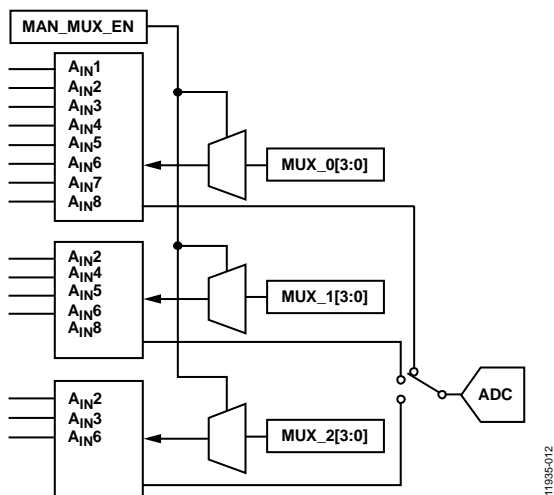 MAN_MUX_EN
AIN1
AIN2
AIN3
AIN4
AIN5
AIN6
AIN7
AIN8
MUX_0[3:0]
AIN2
AIN4
AIN5
AIN6
AIN8
MUX_1[3:0]
ADC
AIN2
AIN3
AIN6
MUX_2[3:0]
11935-012